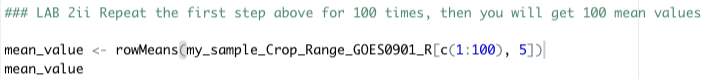 ### LAB 2ii Repeat the first step above for 100 times, then you will get 100 mean values
mean_value <- rowMeans(my_sample_Crop_Range_GOES0901_R[c(1:100), 5])
mean_value